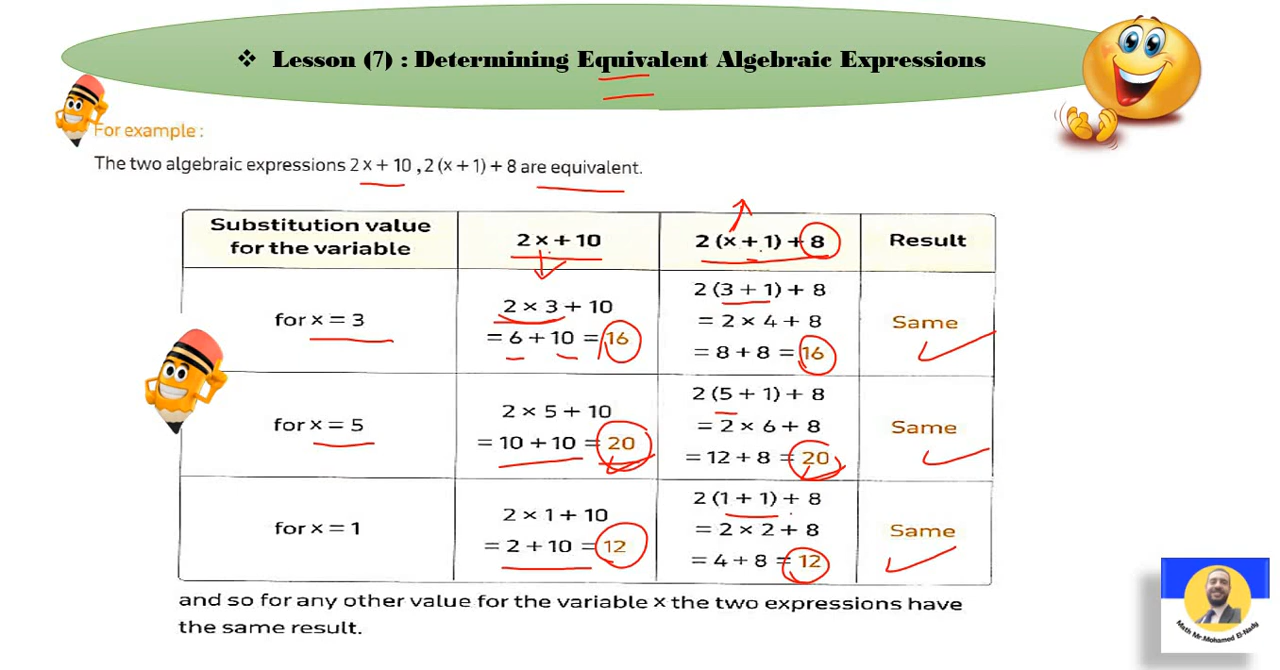 ❖ Lesson (7) : Determining Equivalent Algebraic Expressions
For example :
The two algebraic expressions 2 x + 10 , 2 (x + 1) + 8 are equivalent.
Substitution value for the variable
2 x + 10
2 (x + 1) + 8
Result
for x = 3
2 × 3 + 10
= 6 + 10 = 16
2 (3 + 1) + 8
= 2 × 4 + 8
= 8 + 8 = 16
Same
for x = 5
2 × 5 + 10
= 10 + 10 = 20
2 (5 + 1) + 8
= 2 × 6 + 8
= 12 + 8 = 20
Same
for x = 1
2 × 1 + 10
= 2 + 10 = 12
2 (1 + 1) + 8
= 2 × 2 + 8
= 4 + 8 = 12
Same
and so for any other value for the variable x the two expressions have
the same result.
Math Mr.Mohamed El-Nady